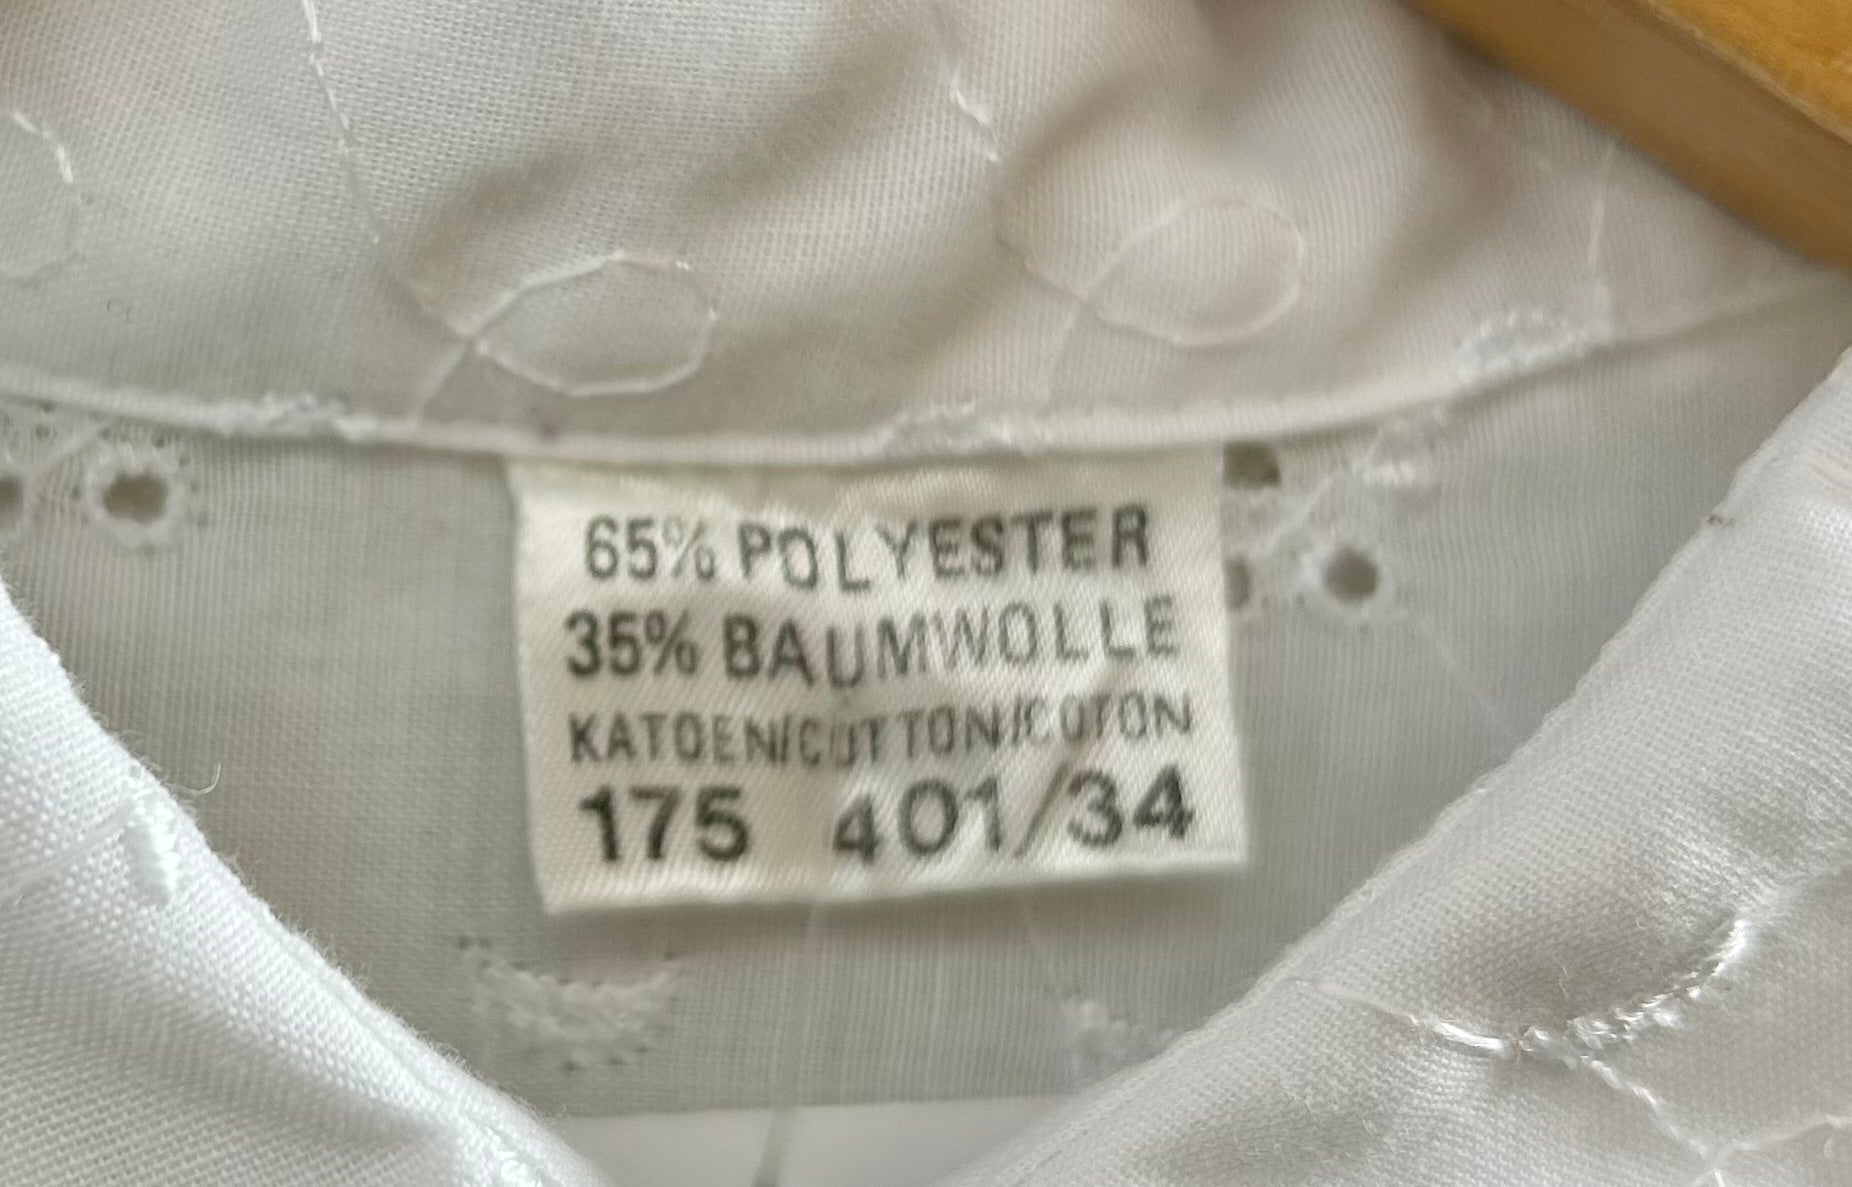 65% POLYESTER
35% BAUMWOLLE
KATOEN/COTTON/COTON
175 401/34